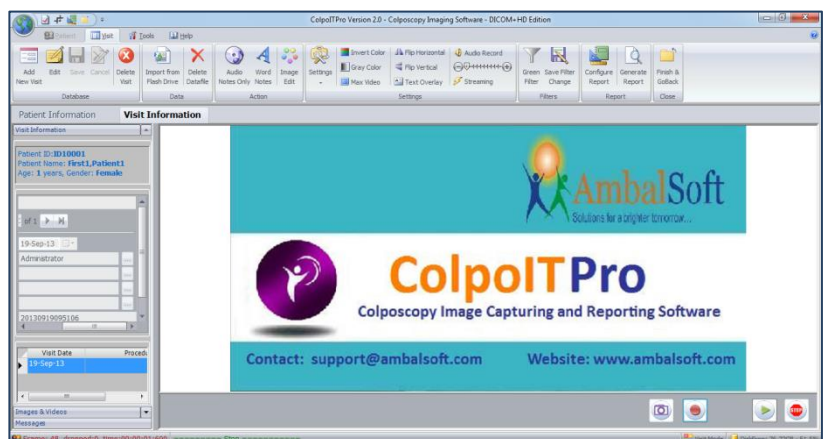 ColpoITPro Version 2.0 - Colposcopy Imaging Software - DICOM+HD Edition
Patient Visit Tools Help
Add New Visit
Edit
Save
Cancel
Delete Visit
Import from Flash Drive
Delete Datafile
Audio Notes Only
Word Notes
Image Edit
Settings
Invert Color
Gray Color
Max Video
Flip Horizontal
Flip Vertical
Text Overlay
Audio Record
Streaming
Green Filter
Save Filter Change
Configure Report
Generate Report
Finish & GoBack
Database Data Action Settings Filters Report Close
Patient Information Visit Information
Visit Information
Patient ID:ID10001
Patient Name: First1,Patient1
Age: 1 years, Gender: Female
of 1
19-Sep-13
Administrator
20130919095106
Visit Date Procedu
19-Sep-13
Images & Videos
Messages
AmbalSoft
Solutions for a brighter tomorrow...
ColpoITPro
Colposcopy Image Capturing and Reporting Software
Contact: support@ambalsoft.com Website: www.ambalsoft.com
STOP